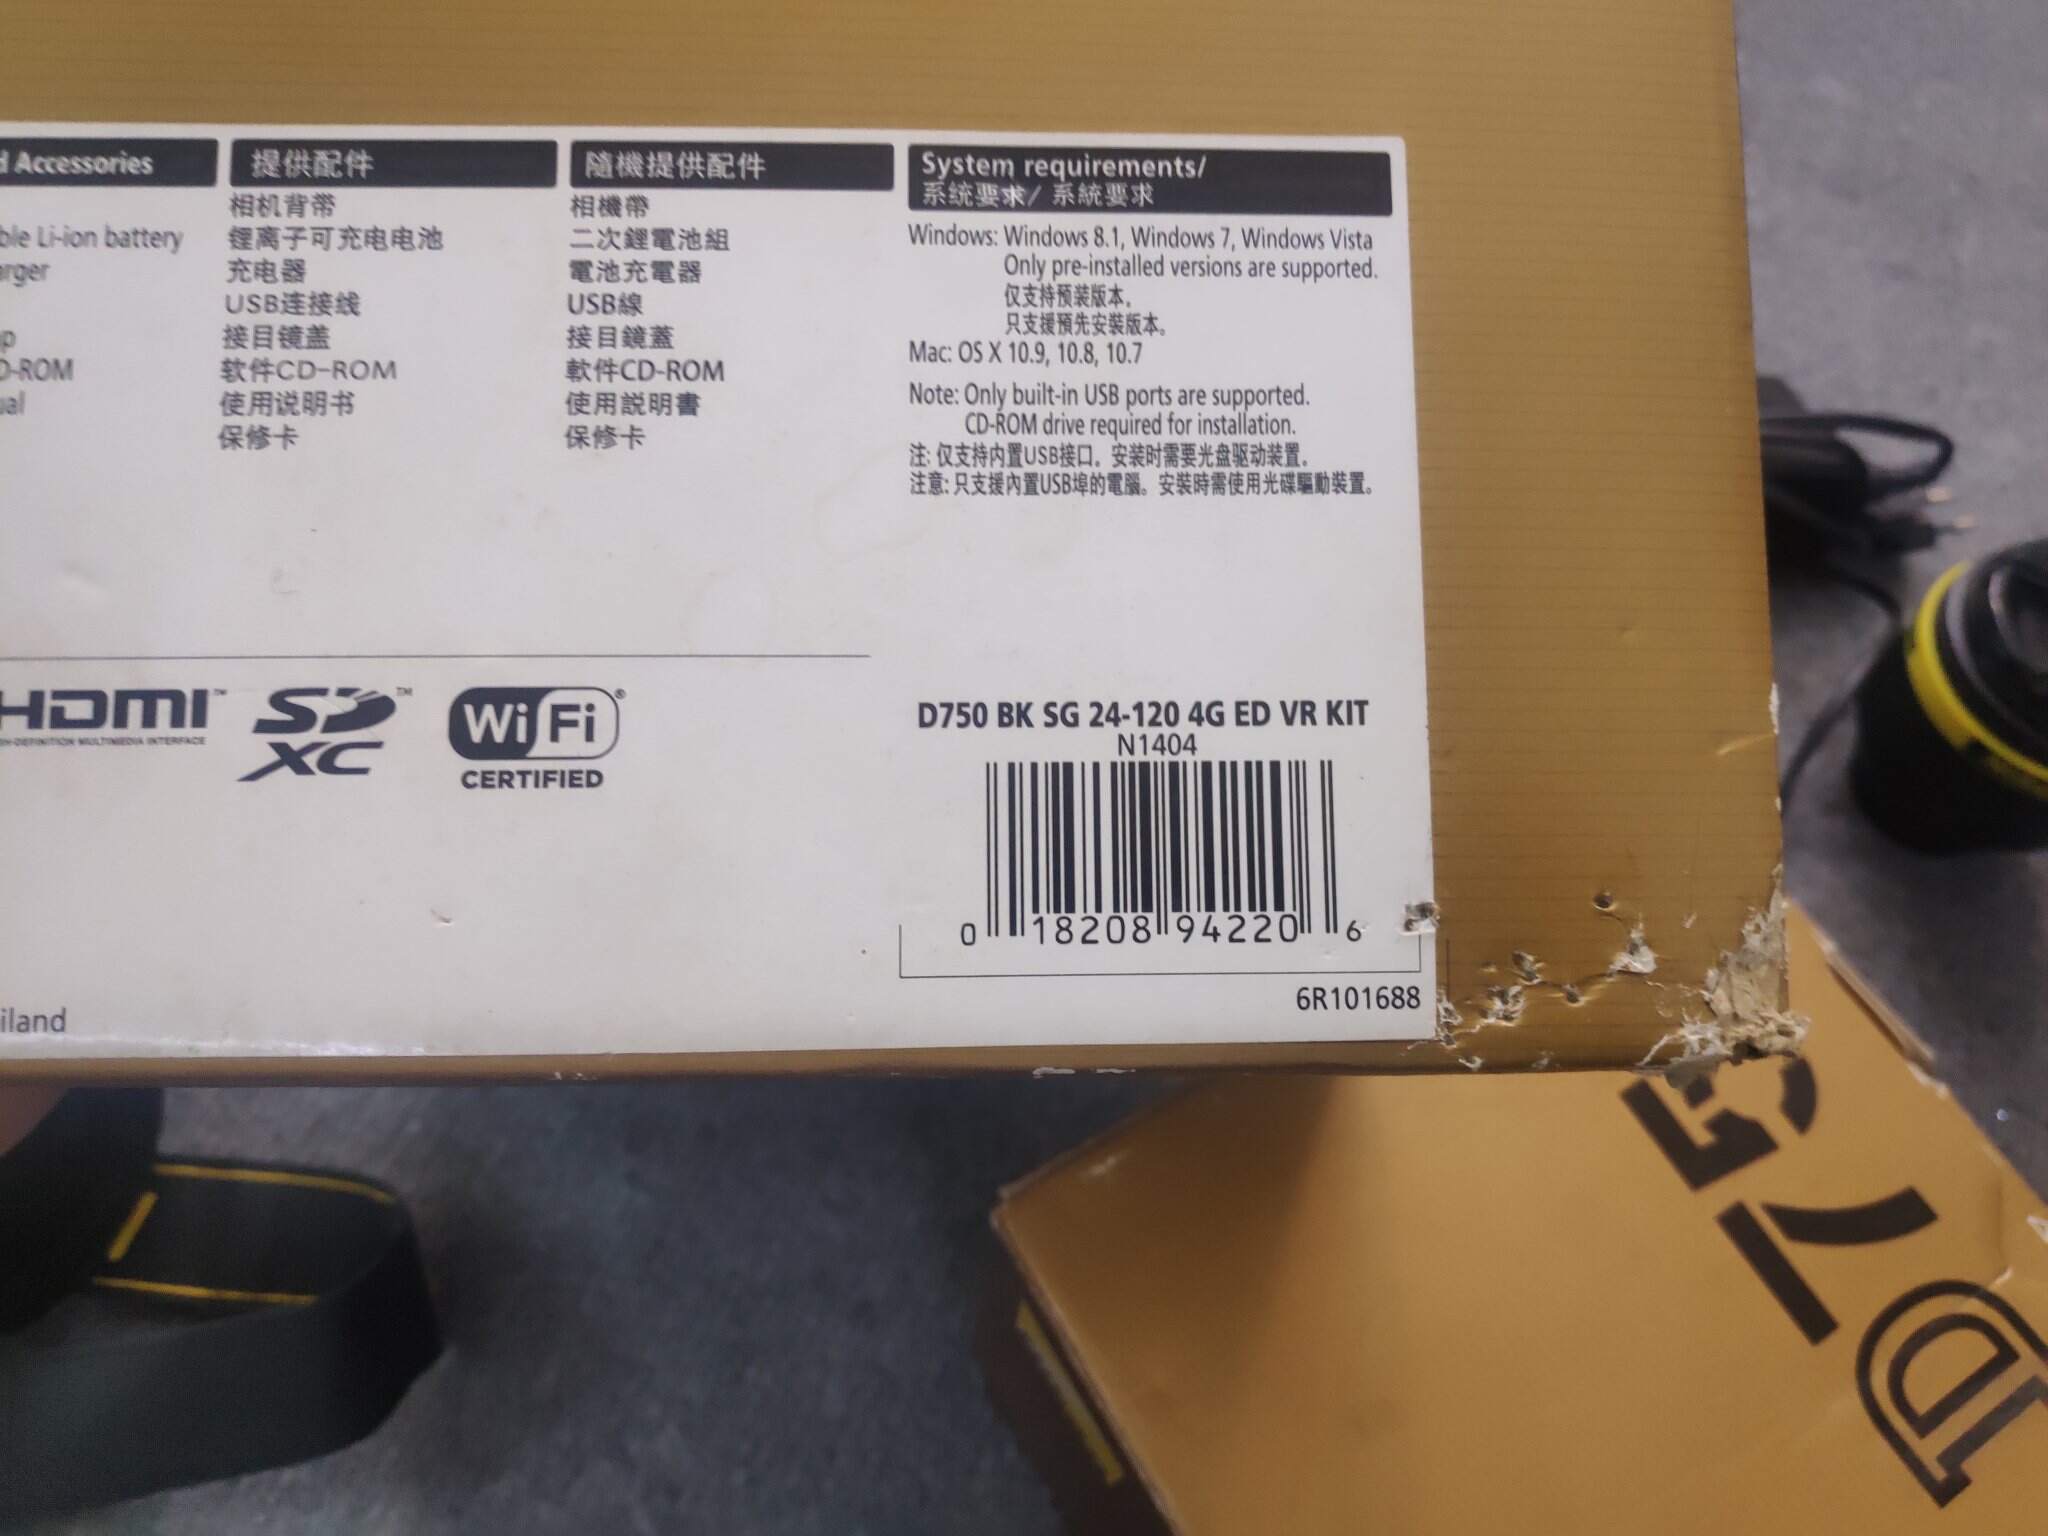 Accessories
Li-ion battery
D-ROM
提供配件
相机背带
锂离子可充电电池
充电器
USB连接线
接目镜盖
软件CD-ROM
使用说明书
保修卡
隨機提供配件
相機帶
二次鋰電池組
電池充電器
USB線
接目鏡蓋
軟件CD-ROM
使用説明書
保修卡
System requirements/
系统要求/ 系統要求
Windows: Windows 8.1, Windows 7, Windows Vista
Only pre-installed versions are supported.
仅支持预装版本。
只支援預先安裝版本。
Mac: OS X 10.9, 10.8, 10.7
Note: Only built-in USB ports are supported.
CD-ROM drive required for installation.
注: 仅支持内置USB接口。安装时需要光盘驱动装置。
注意: 只支援內置USB埠的電腦。安裝時需使用光碟驅動裝置。
HDMI™
HIGH-DEFINITION MULTIMEDIA INTERFACE
SD™
XC
Wi Fi®
CERTIFIED
D750 BK SG 24-120 4G ED VR KIT
N1404
0 18208 94220 6
6R101688
iland
D75